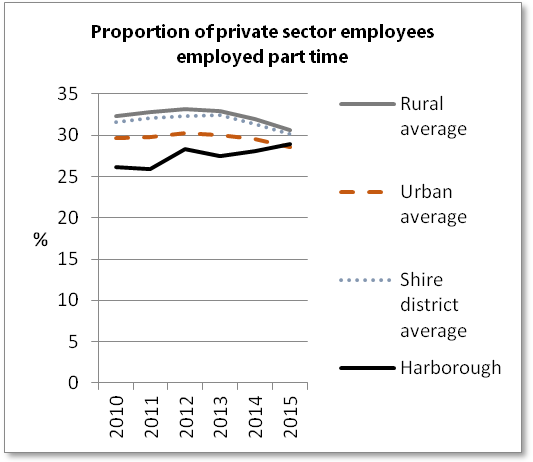 Proportion of private sector employees
employed part time
35
30
25
20
15
10
5
0
%
2010
2011
2012
2013
2014
2015
Rural
average
Urban
average
Shire
district
average
Harborough